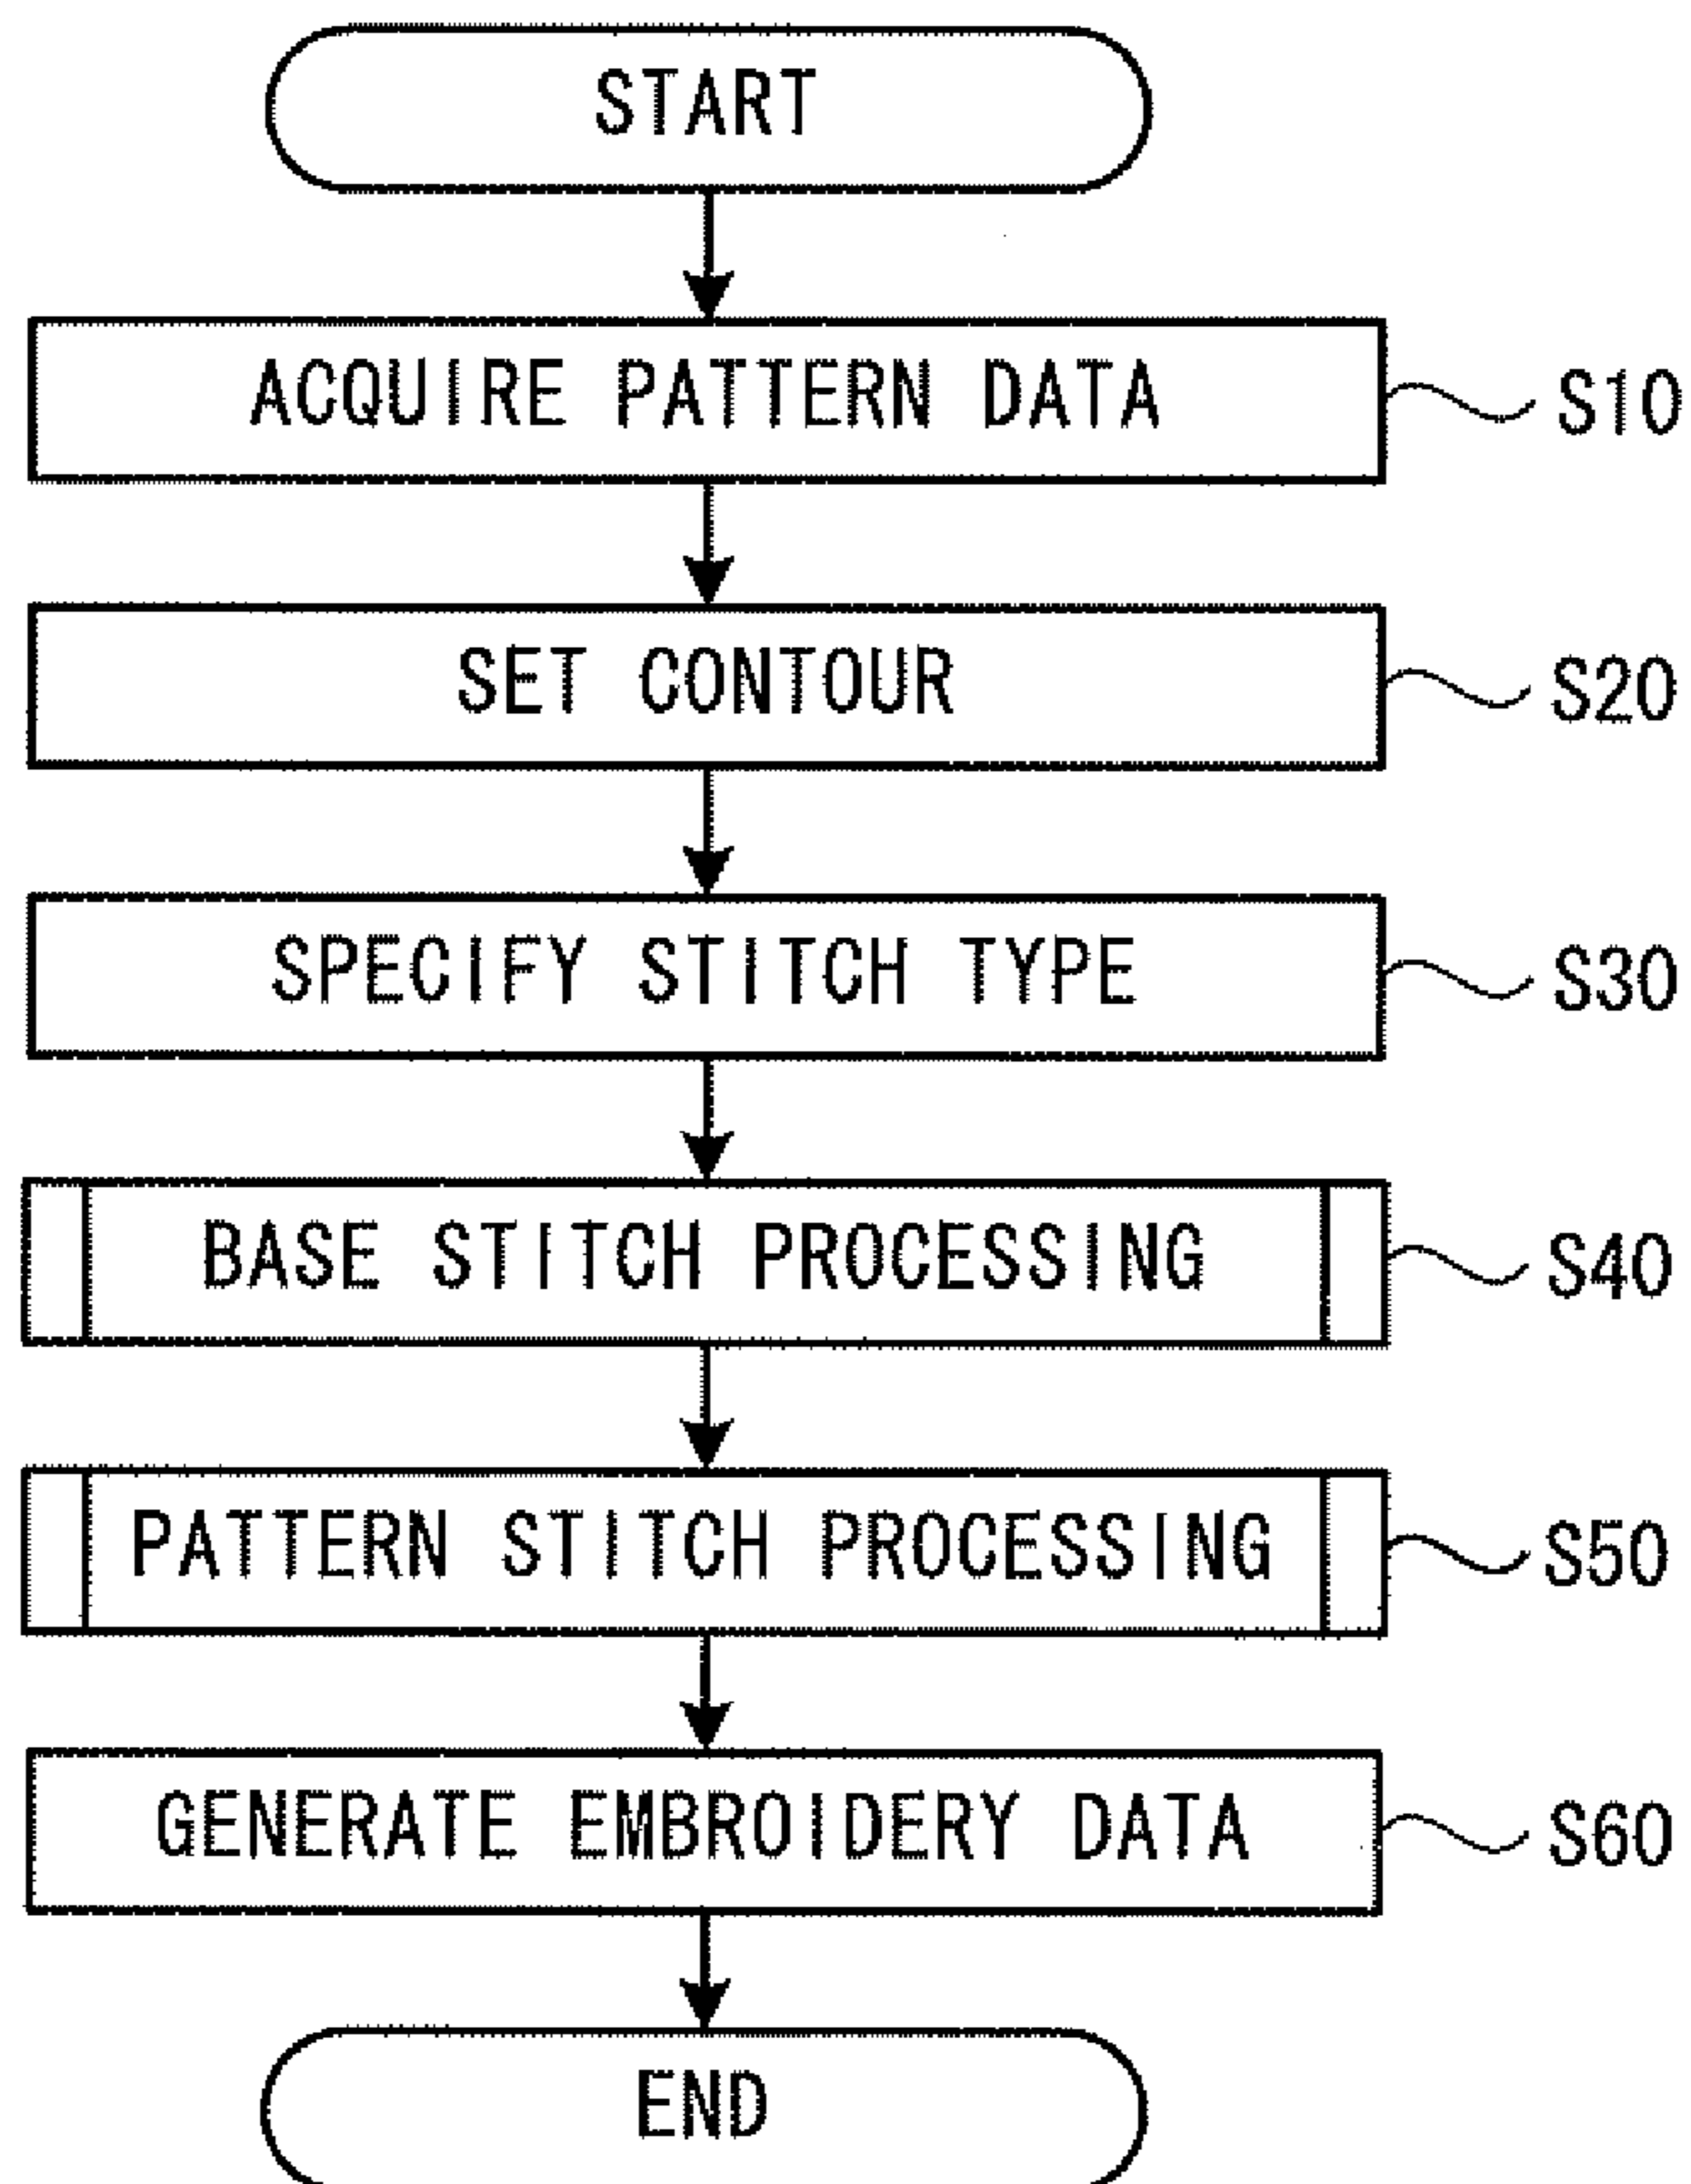 START
ACQUIRE PATTERN DATA
S10
SET CONTOUR
S20
SPECIFY STITCH TYPE
S30
BASE STITCH PROCESSING
S40
PATTERN STITCH PROCESSING
S50
GENERATE EMBROIDERY DATA
S60
END